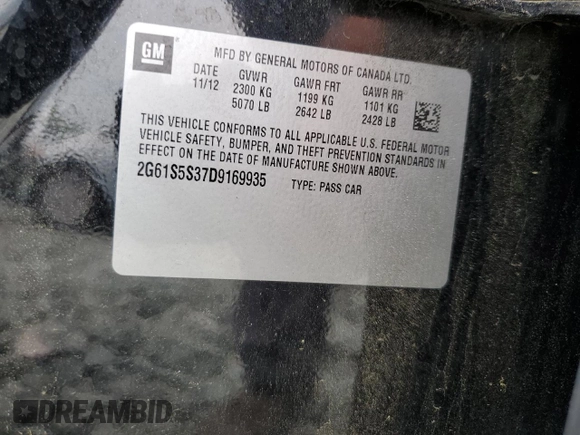 GM
MFD BY GENERAL MOTORS OF CANADA LTD.
DATE GVWR GAWR FRT GAWR RR
11/12 2300 KG 1199 KG 1101 KG
5070 LB 2642 LB 2428 LB
THIS VEHICLE CONFORMS TO ALL APPLICABLE U.S. FEDERAL MOTOR
VEHICLE SAFETY, BUMPER, AND THEFT PREVENTION STANDARDS IN
EFFECT ON THE DATE OF MANUFACTURE SHOWN ABOVE.
2G61S5S37D9169935 TYPE: PASS CAR
DREAMBID